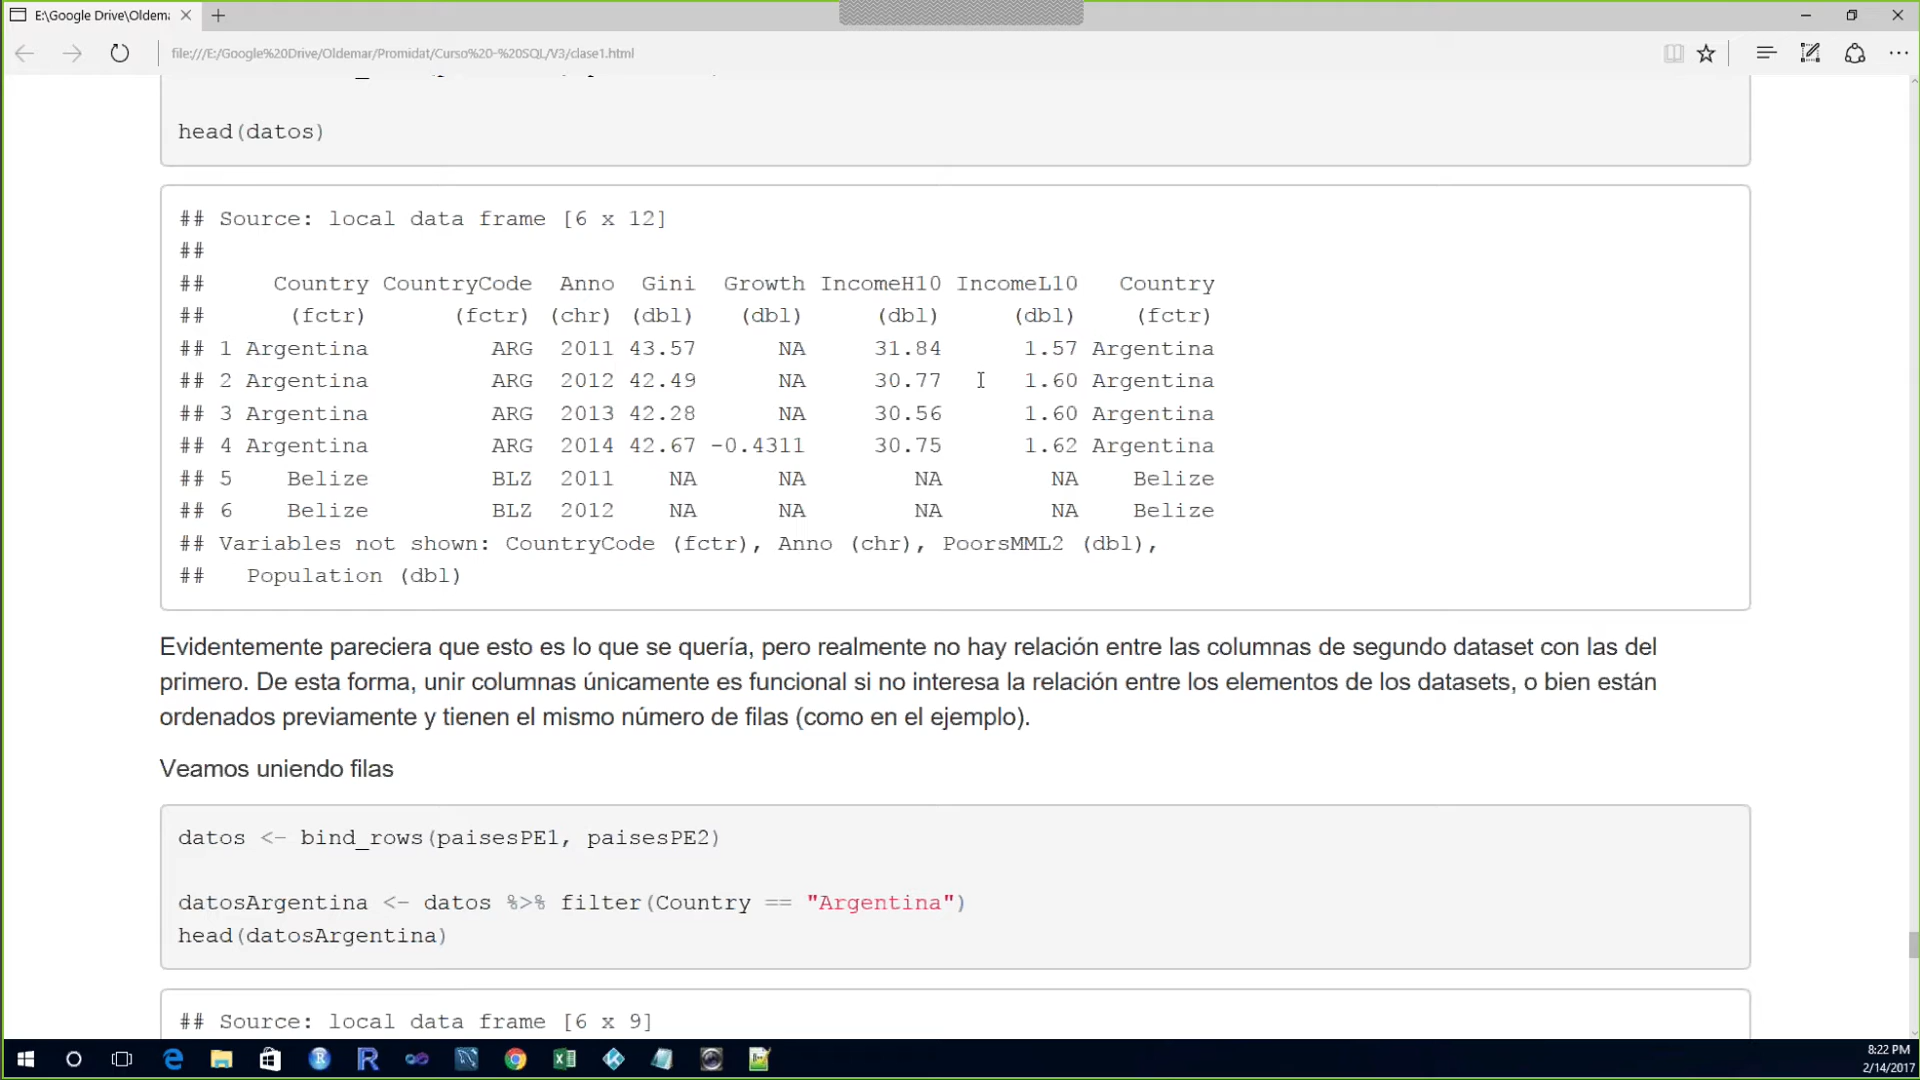 E:\Google Drive\Oldema
file:///E:/Google%20Drive/Oldemar/Promidat/Curso%20-%20SQL/V3/clase1.html
head(datos)
## Source: local data frame [6 x 12]
##
## Country CountryCode Anno Gini Growth IncomeH10 IncomeL10 Country
## (fctr) (fctr) (chr) (dbl) (dbl) (dbl) (dbl) (fctr)
## 1 Argentina ARG 2011 43.57 NA 31.84 1.57 Argentina
## 2 Argentina ARG 2012 42.49 NA 30.77 1.60 Argentina
## 3 Argentina ARG 2013 42.28 NA 30.56 1.60 Argentina
## 4 Argentina ARG 2014 42.67 -0.4311 30.75 1.62 Argentina
## 5 Belize BLZ 2011 NA NA NA NA Belize
## 6 Belize BLZ 2012 NA NA NA NA Belize
## Variables not shown: CountryCode (fctr), Anno (chr), PoorsMML2 (dbl),
## Population (dbl)
Evidentemente pareciera que esto es lo que se quería, pero realmente no hay relación entre las columnas de segundo dataset con las del
primero. De esta forma, unir columnas únicamente es funcional si no interesa la relación entre los elementos de los datasets, o bien están
ordenados previamente y tienen el mismo número de filas (como en el ejemplo).
Veamos uniendo filas
datos <- bind_rows(paisesPE1, paisesPE2)
datosArgentina <- datos %>% filter(Country == "Argentina")
head(datosArgentina)
## Source: local data frame [6 x 9]
8:22 PM
2/14/2017